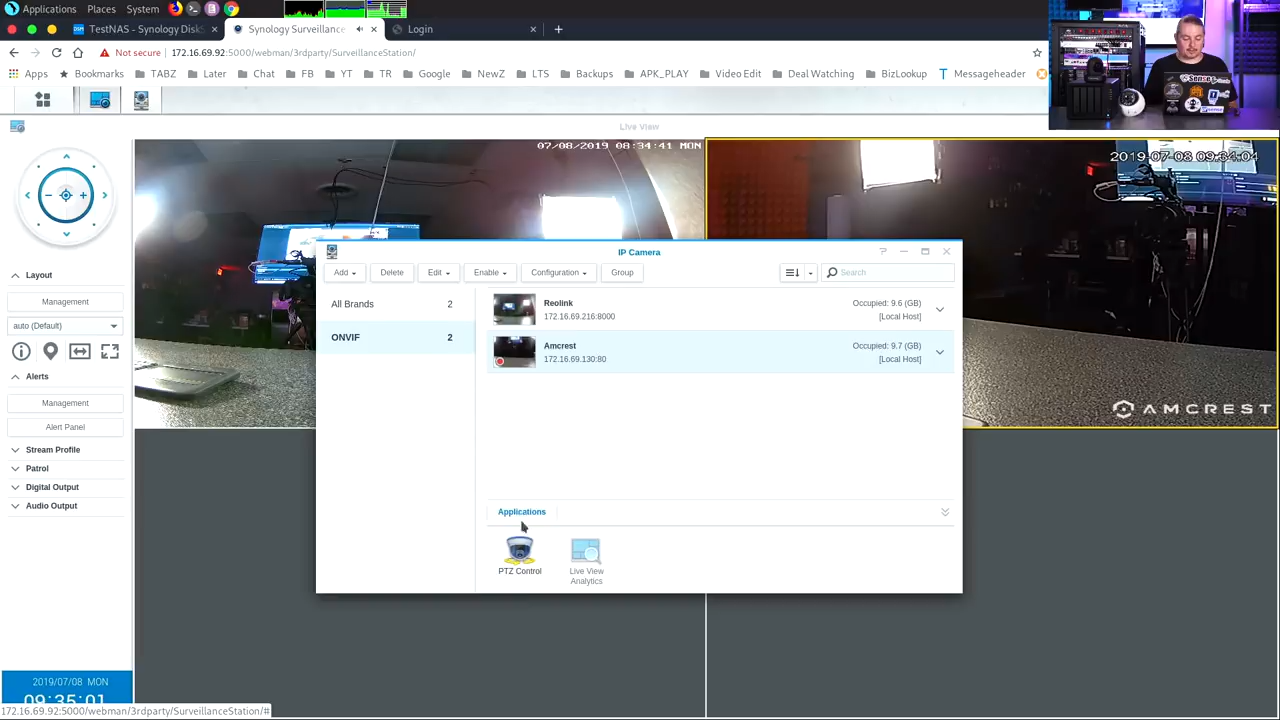 Applications Places System
TestNAS - Synology DiskS
Synology Surveillance
Login
Not secure 172.16.69.92:5000/webman/3rdparty/SurveillanceStation/
Apps Bookmarks TABZ Later Chat FB YT NewZ LTS Backups Video Edit BizLookup Messageheader
Live View
07/08/2019 08:34:41 MON
2019-07-08 09:34:04
AMCREST
Layout
Management
auto (Default)
Alerts
Management
Alert Panel
Stream Profile
Patrol
Digital Output
Audio Output
2019/07/08 MON
09:35:01
172.16.69.92:5000/webman/3rdparty/SurveillanceStation/#
IP Camera
Add Delete Edit Enable Configuration Group Search
All Brands 2
ONVIF 2
Reolink Occupied: 9.6 (GB)
172.16.69.216:8000 [Local Host]
Amcrest Occupied: 9.7 (GB)
172.16.69.130:80 [Local Host]
Applications
PTZ Control
Live View
Analytics